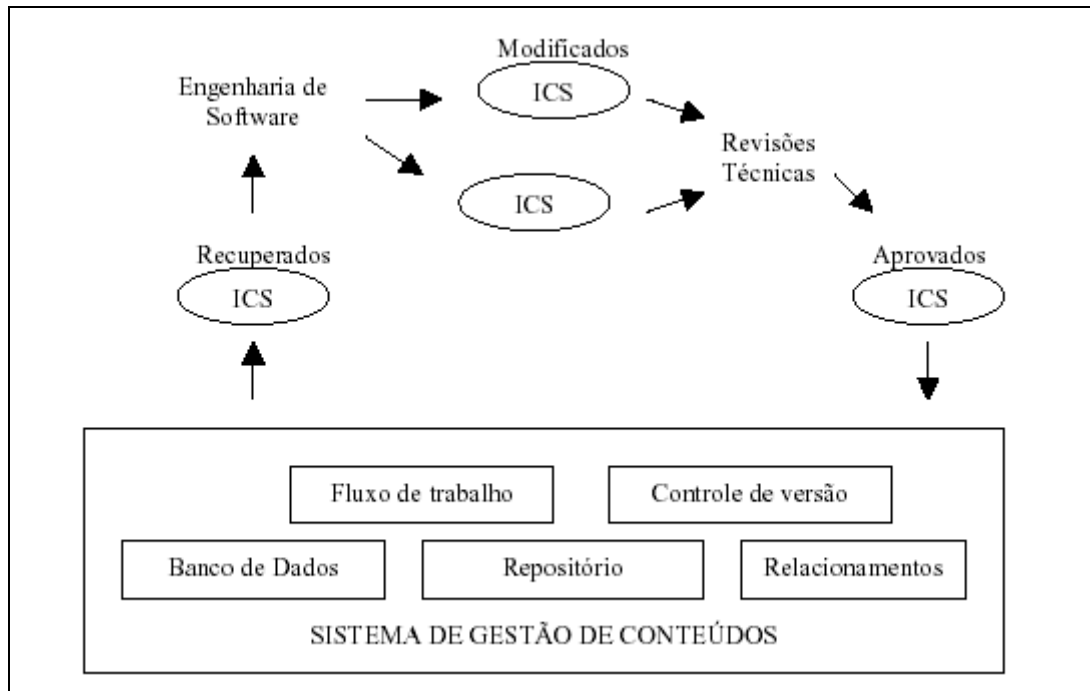 Modificados
ICS
Engenharia de
Software
Revisões
Técnicas
ICS
Recuperados
ICS
Aprovados
ICS
Fluxo de trabalho
Controle de versão
Banco de Dados
Repositório
Relacionamentos
SISTEMA DE GESTÃO DE CONTEÚDOS